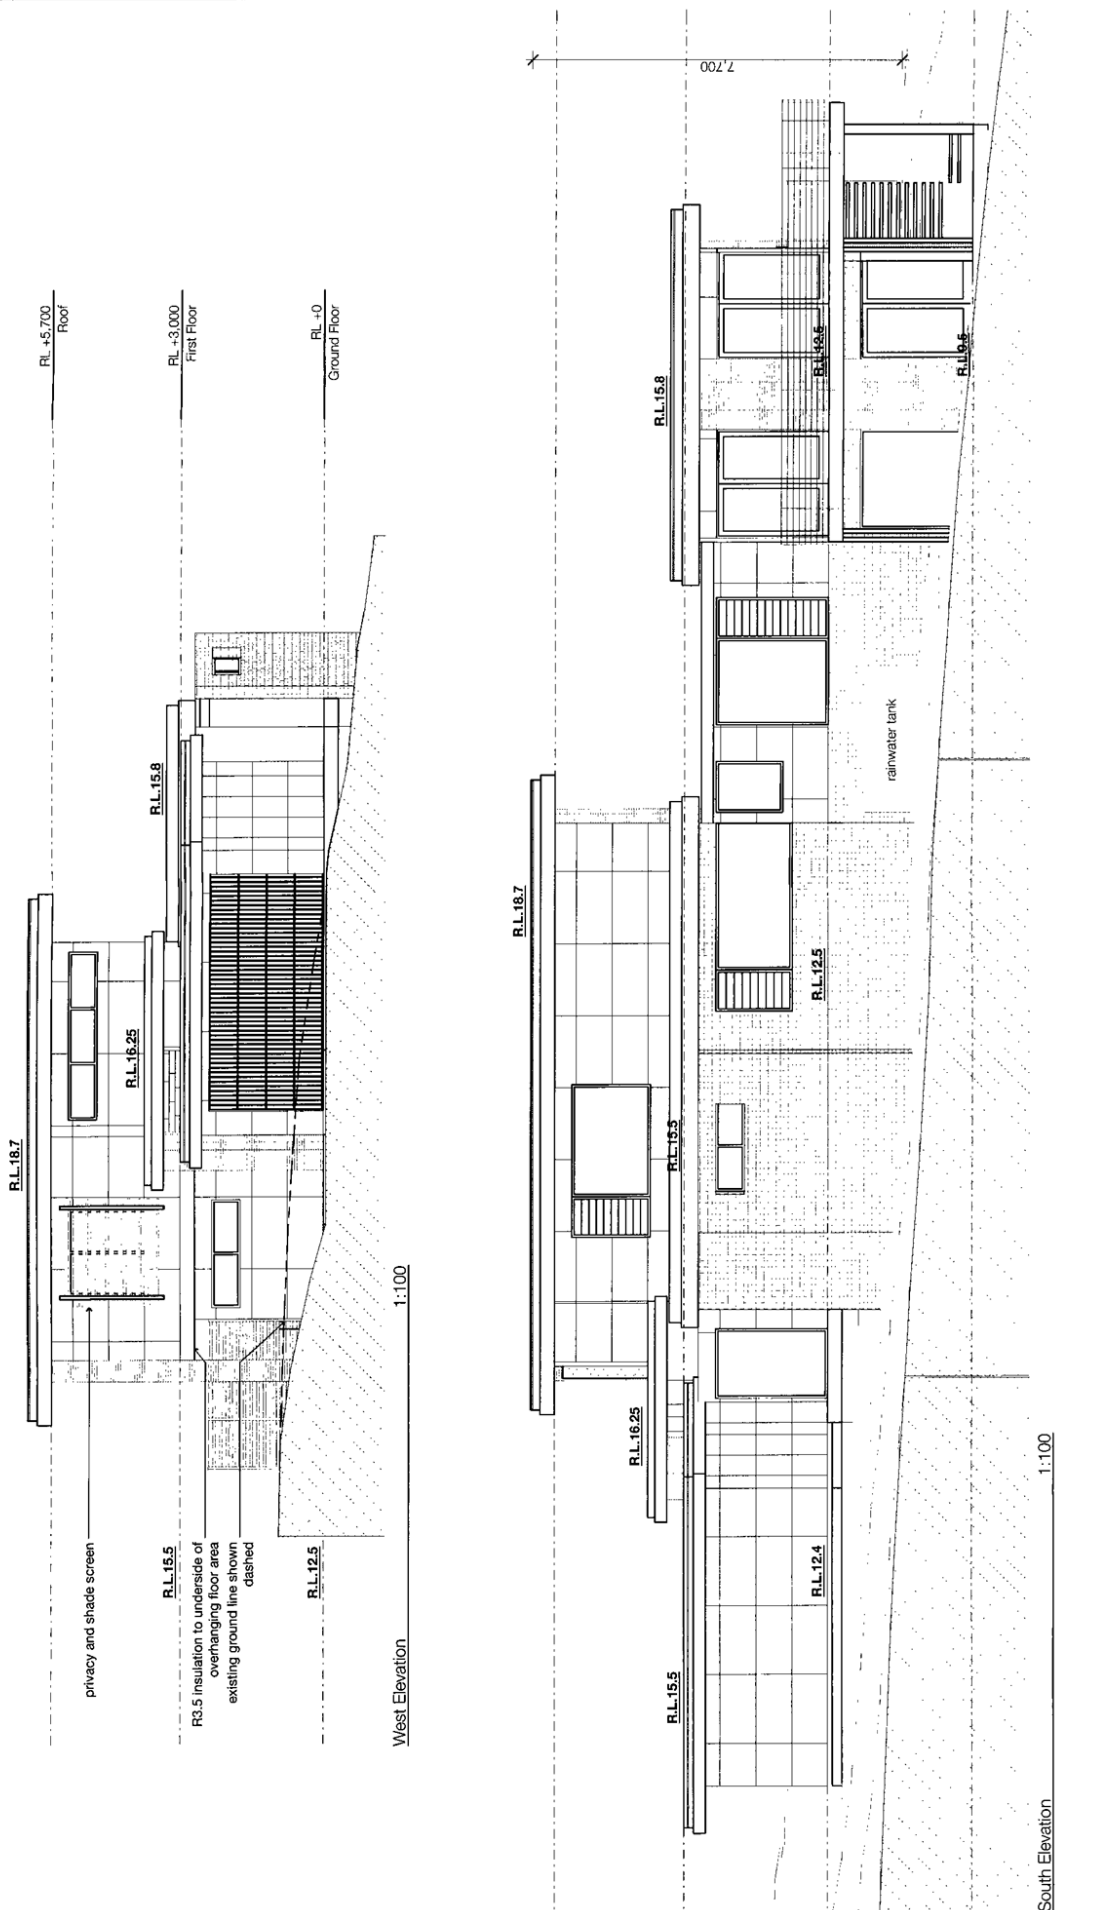 RL +5,700
Roof
RL +3,000
First Floor
RL +0
Ground Floor
R.L.18.7
R.L.16.25
R.L.15.8
privacy and shade screen
R.L.15.5
R3.5 insulation to underside of
overhanging floor area
existing ground line shown
dashed
R.L.12.5
West Elevation
1:100
7,700
R.L.18.7
R.L.15.8
R.L.12.5
R.L.9.5
rainwater tank
R.L.12.5
R.L.15.5
R.L.16.25
R.L.12.4
R.L.15.5
South Elevation
1:100